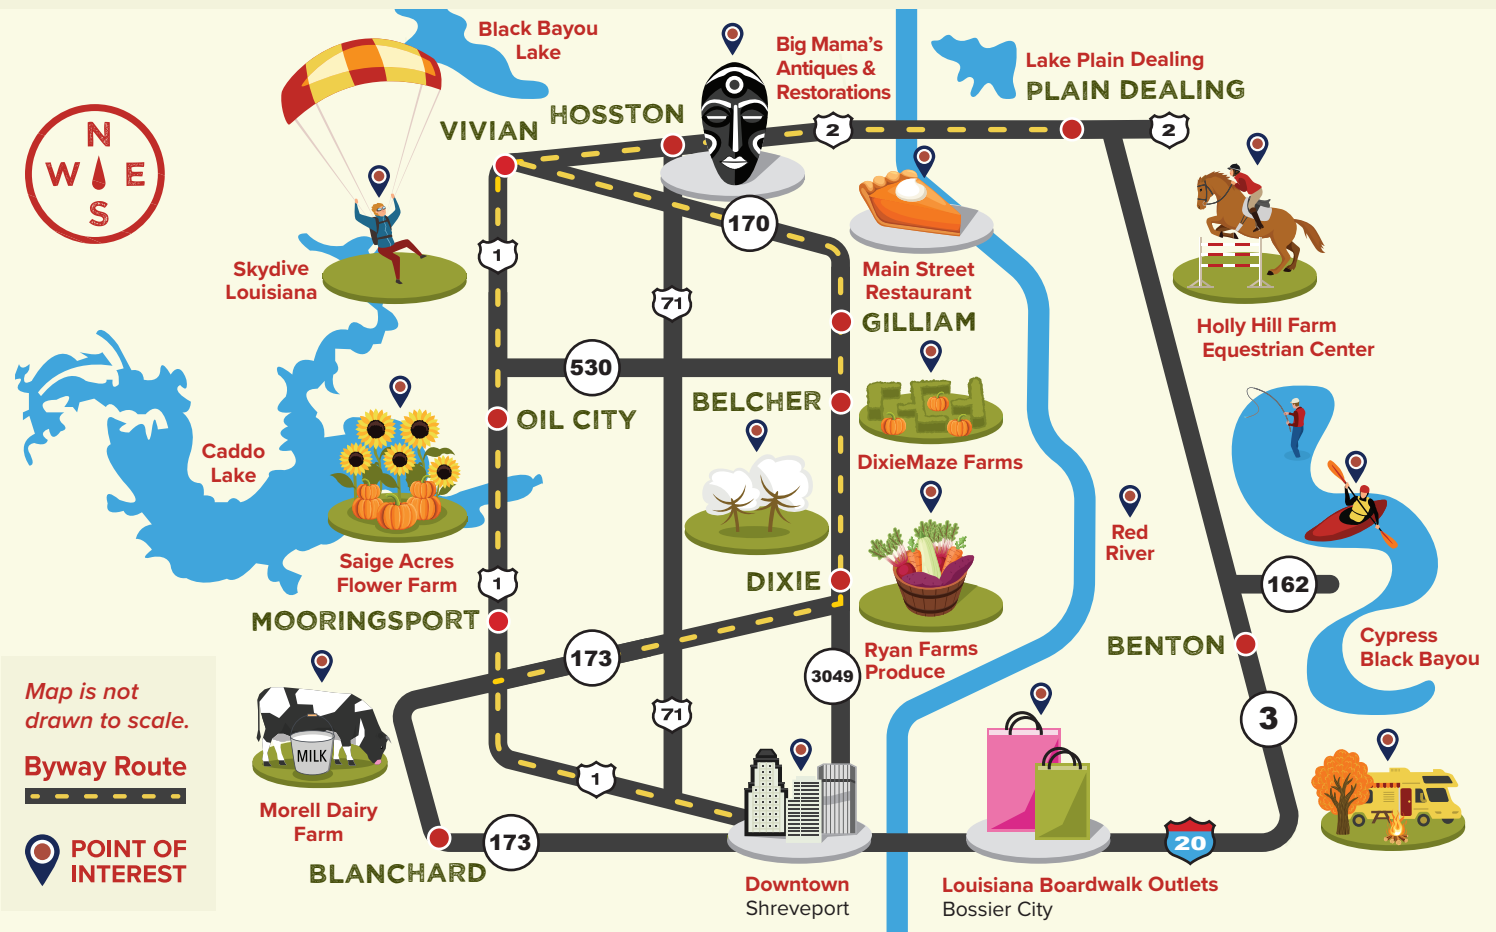 Black Bayou
Lake
Big Mama's
Antiques &
Restorations
Lake Plain Dealing
PLAIN DEALING
HOSSTON
VIVIAN
2
2
N
W E
S
170
1
71
Skydive
Louisiana
Main Street
Restaurant
GILLIAM
Holly Hill Farm
Equestrian Center
530
BELCHER
OIL CITY
Caddo
Lake
DixieMaze Farms
Red
River
Saige Acres
Flower Farm
1
DIXIE
162
MOORINGSPORT
173
Ryan Farms
Produce
3049
BENTON
Cypress
Black Bayou
Map is not
drawn to scale.
Byway Route
POINT OF
INTEREST
71
3
MILK
1
Morell Dairy
Farm
173
20
BLANCHARD
Downtown
Shreveport
Louisiana Boardwalk Outlets
Bossier City